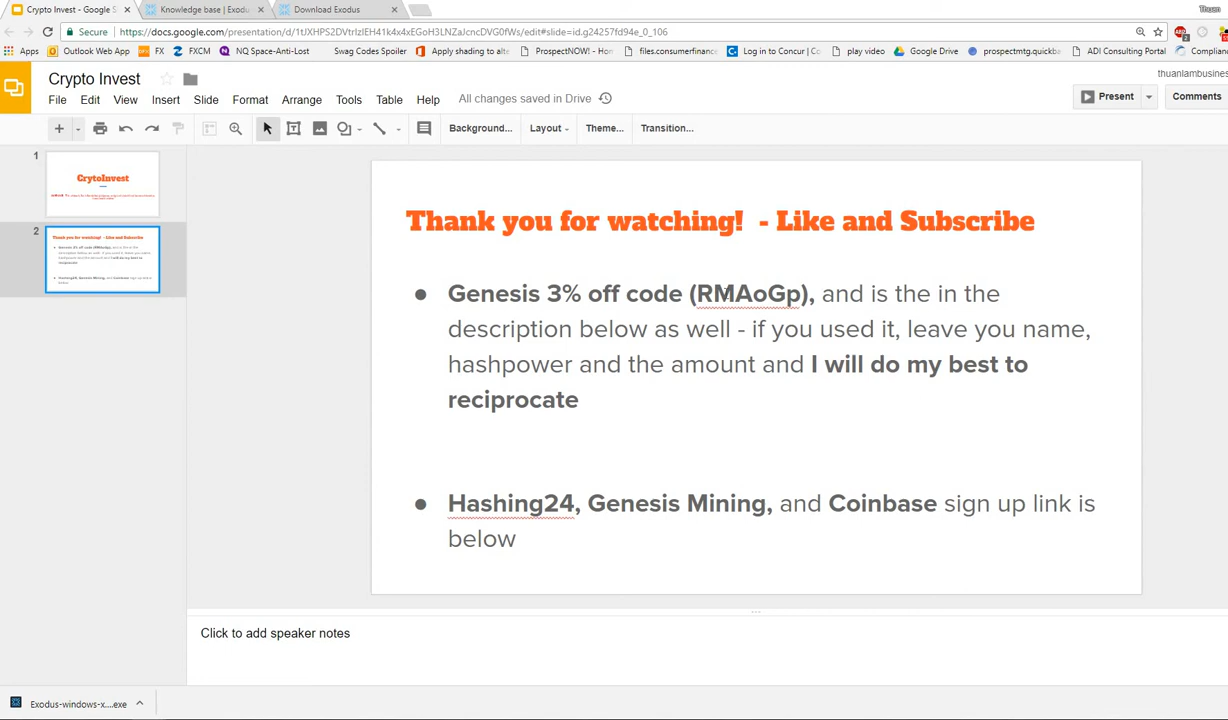 Crypto Invest - Google S
Knowledge base | Exodu
Download Exodus
Thuan
Secure
https://docs.google.com/presentation/d/1tJXHPS2DVtrIzIEH41k4x4xEGoH3LNZaJcncDVG0fWs/edit#slide=id.g24257fd94e_0_106
Apps
Outlook Web App
FX
FXCM
NQ Space-Anti-Lost
Swag Codes Spoiler
Apply shading to alte
ProspectNOW! - Hom
files.consumerfinance
Log in to Concur | Co
play video
Google Drive
prospectmtg.quickba
ADI Consulting Portal
Complianc
Crypto Invest
thuanlambusines
File Edit View Insert Slide Format Arrange Tools Table Help All changes saved in Drive
Present
Comments
Background... Layout Theme... Transition...
1
CrytoInvest
2
Thank you for watching! - Like and Subscribe
Genesis 3% off code (RMAoGp), and is the in the
description below as well - if you used it, leave you name,
hashpower and the amount and I will do my best to
reciprocate
Hashing24, Genesis Mining, and Coinbase sign up link is
below
Click to add speaker notes
Exodus-windows-x....exe